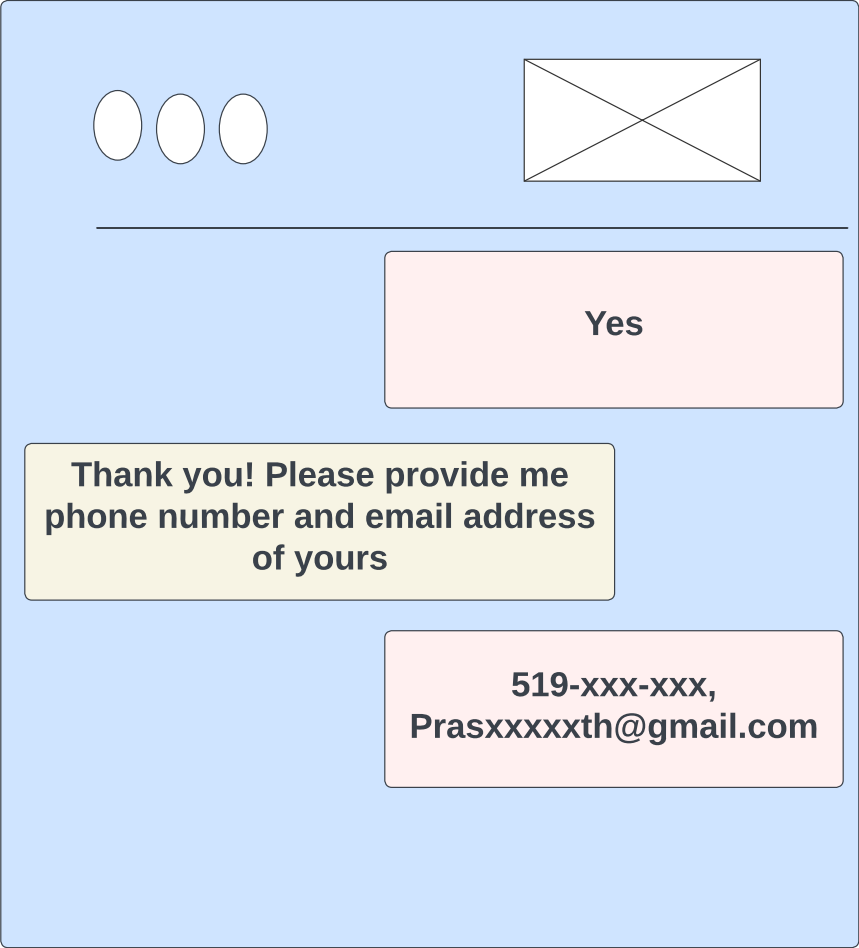 Yes
Thank you! Please provide me
phone number and email address
of yours
519-xxx-xxx,
Prasxxxxxth@gmail.com